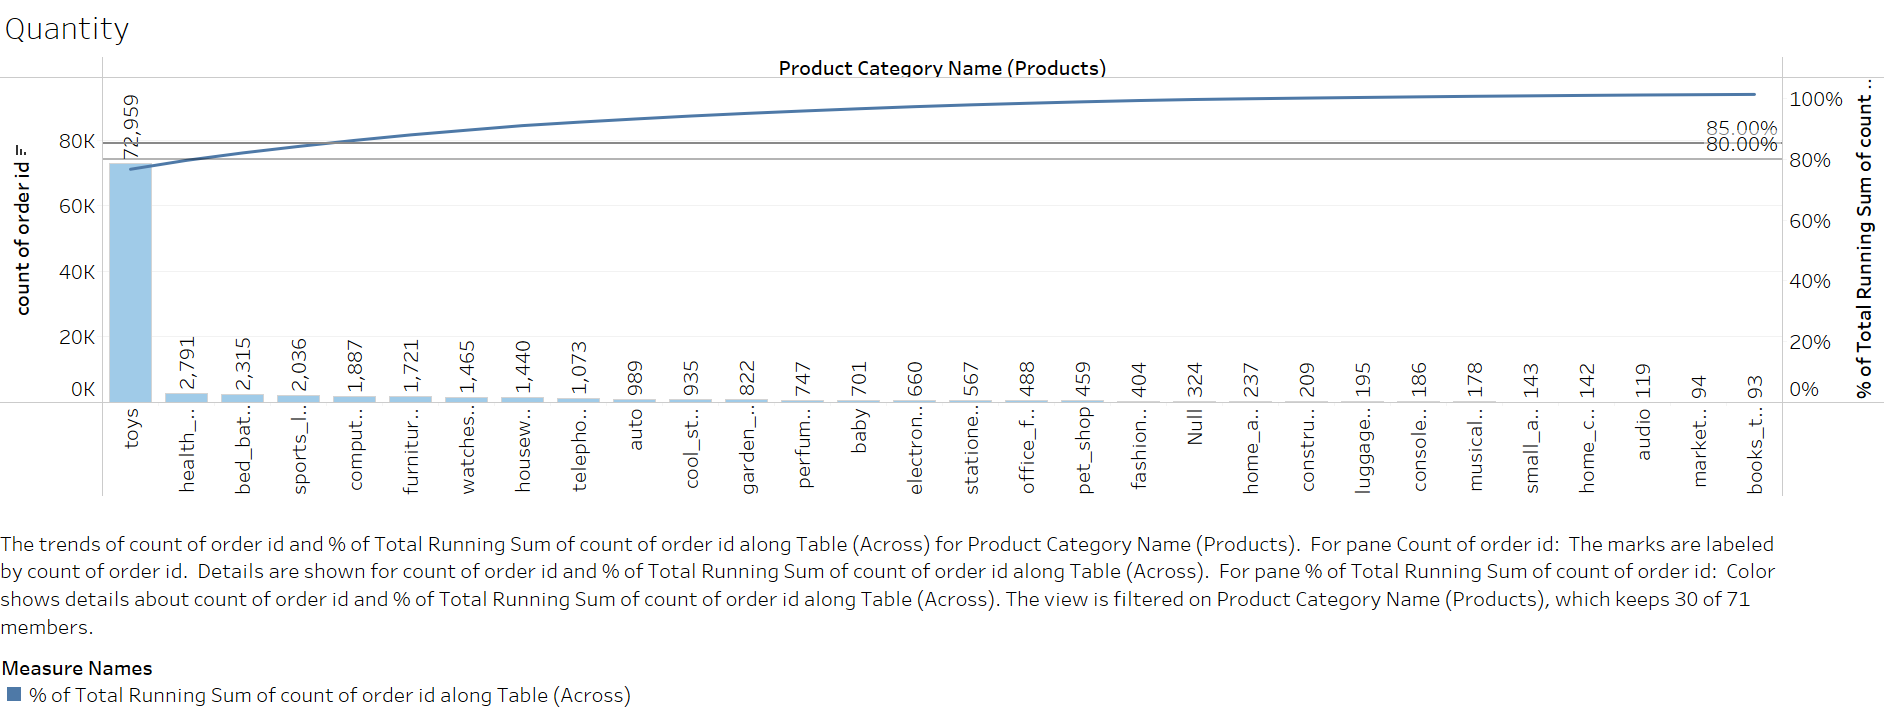 Quantity
Product Category Name (Products)
count of order id
80K
60K
40K
20K
0K
72,959
2,791
2,315
2,036
1,887
1,721
1,465
1,440
1,073
989
935
822
747
701
660
567
488
459
404
324
237
209
195
186
178
143
142
119
94
93
85.00%
80.00%
100%
80%
60%
40%
20%
0%
% of Total Running Sum of count ..
toys
health_..
bed_bat..
sports_l..
comput..
furnitur..
watches..
housew..
telepho..
auto
cool_st..
garden_..
perfum..
baby
electron..
statione..
office_f..
pet_shop
fashion..
Null
home_a..
constru..
luggage..
console..
musical..
small_a..
home_c..
audio
market..
books_t..
The trends of count of order id and % of Total Running Sum of count of order id along Table (Across) for Product Category Name (Products).  For pane Count of order id:  The marks are labeled
by count of order id.  Details are shown for count of order id and % of Total Running Sum of count of order id along Table (Across).  For pane % of Total Running Sum of count of order id:  Color
shows details about count of order id and % of Total Running Sum of count of order id along Table (Across). The view is filtered on Product Category Name (Products), which keeps 30 of 71
members.
Measure Names
% of Total Running Sum of count of order id along Table (Across)